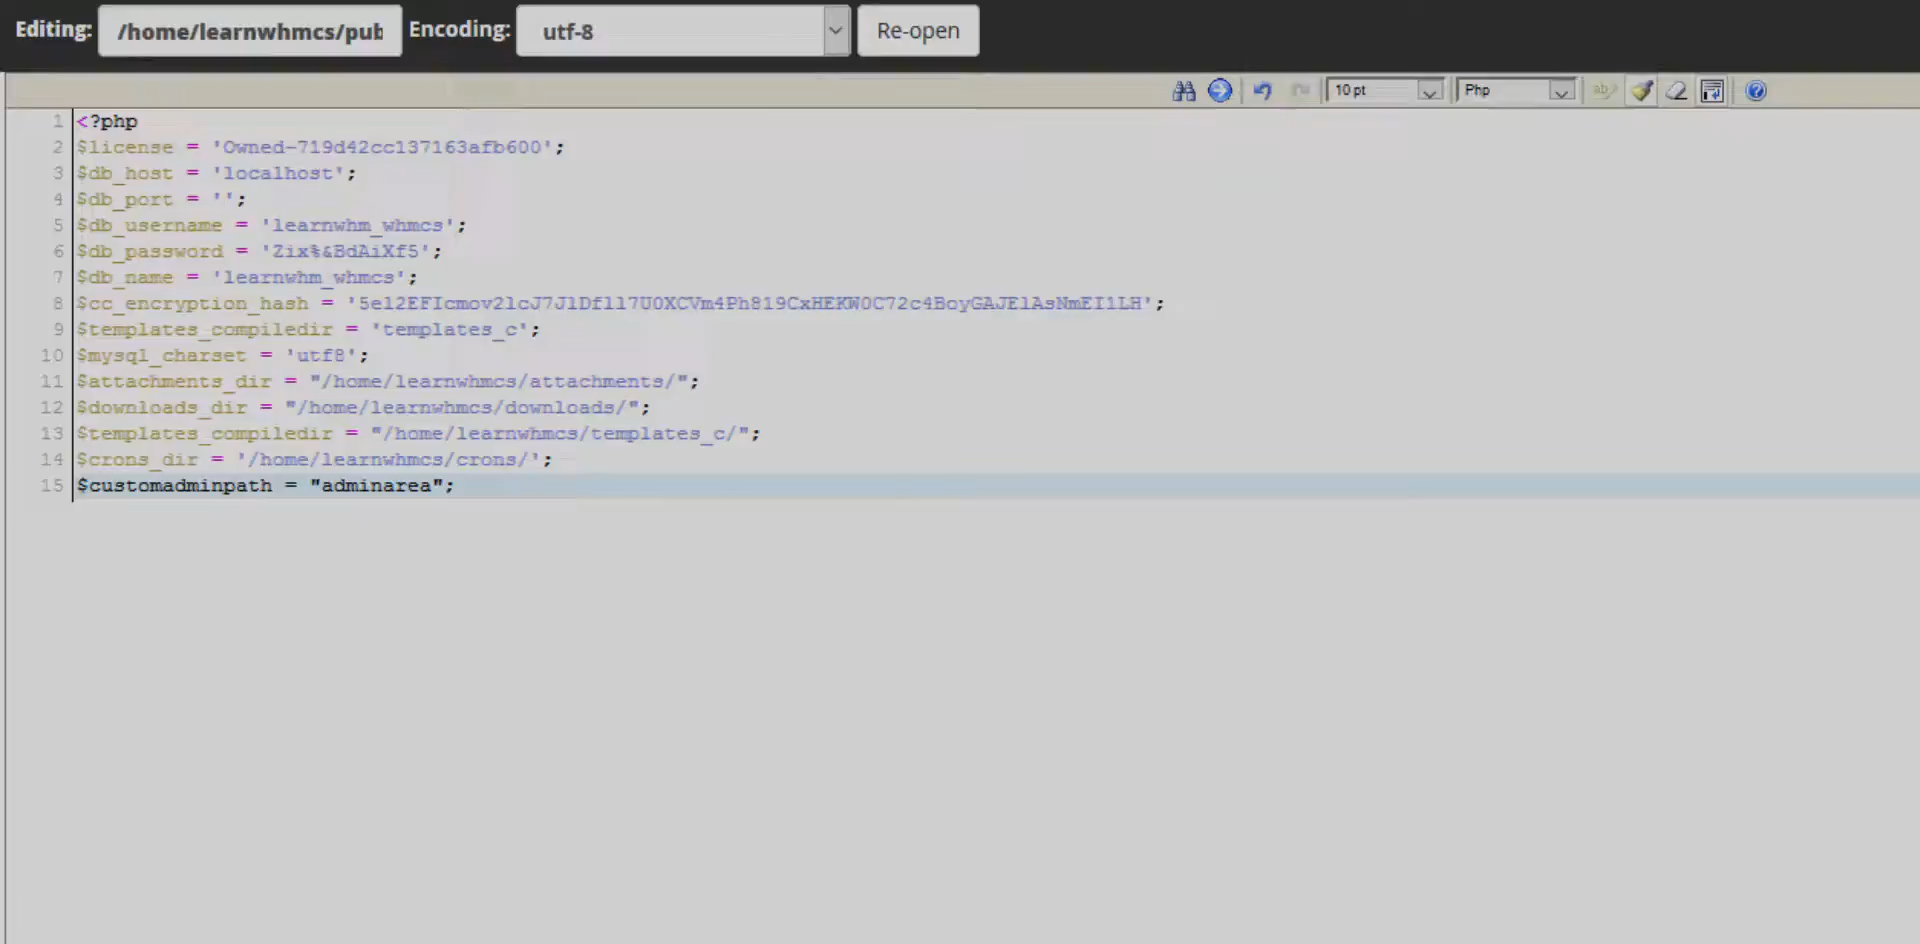 Editing: /home/learnwhmcs/pub Encoding: utf-8 Re-open
10 pt Php
1 <?php
2 $license = 'Owned-719d42cc137163afb600';
3 $db_host = 'localhost';
4 $db_port = '';
5 $db_username = 'learnwhm_whmcs';
6 $db_password = 'Zix%&BdAiXf5';
7 $db_name = 'learnwhm_whmcs';
8 $cc_encryption_hash =
9 $templates_compiledir = 'templates_c';
10 $mysql_charset = 'utf8';
11 $attachments_dir = "/home/learnwhmcs/attachments/";
12 $downloads_dir = "/home/learnwhmcs/downloads/";
13 $templates_compiledir = "/home/learnwhmcs/templates_c/";
14 $crons_dir = '/home/learnwhmcs/crons/';
15 $customadminpath = "adminarea";